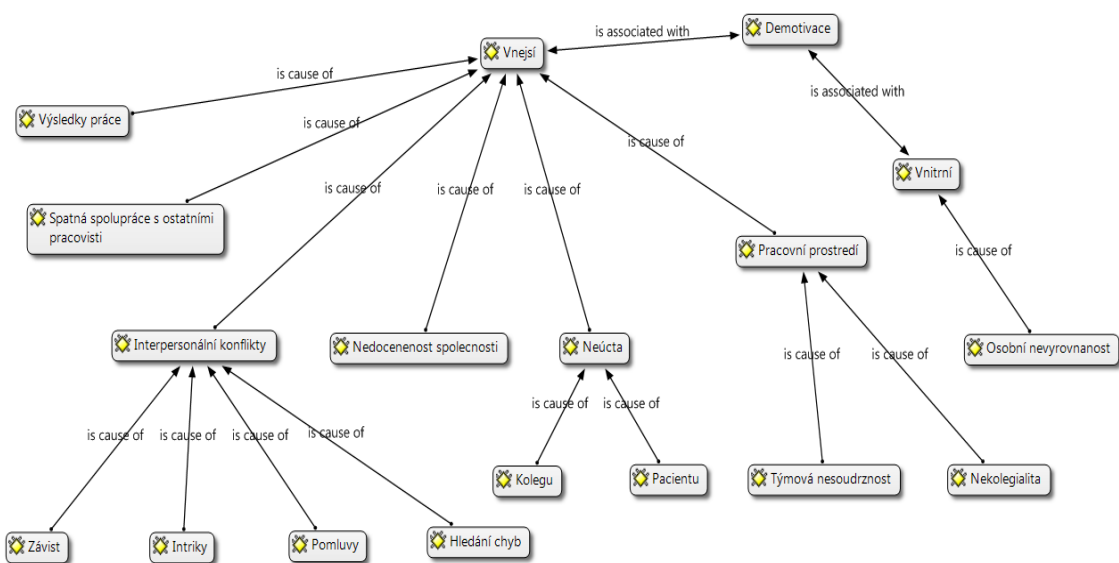 Demotivace
is associated with
Vnejsí
is cause of
Výsledky práce
is associated with
is cause of
is cause of
Vnitrní
is cause of
is cause of
is cause of
Spatná spolupráce s ostatními
pracovisti
Pracovní prostredí
is cause of
Interpersonální konflikty
Nedocenenost spolecnosti
Neúcta
Osobní nevyrovnanost
is cause of
is cause of
is cause of
is cause of
is cause of
is cause of
is cause of
is cause of
Kolegu
Pacientu
Týmová nesoudrznost
Nekolegialita
Závist
Intriky
Pomluvy
Hledání chyb